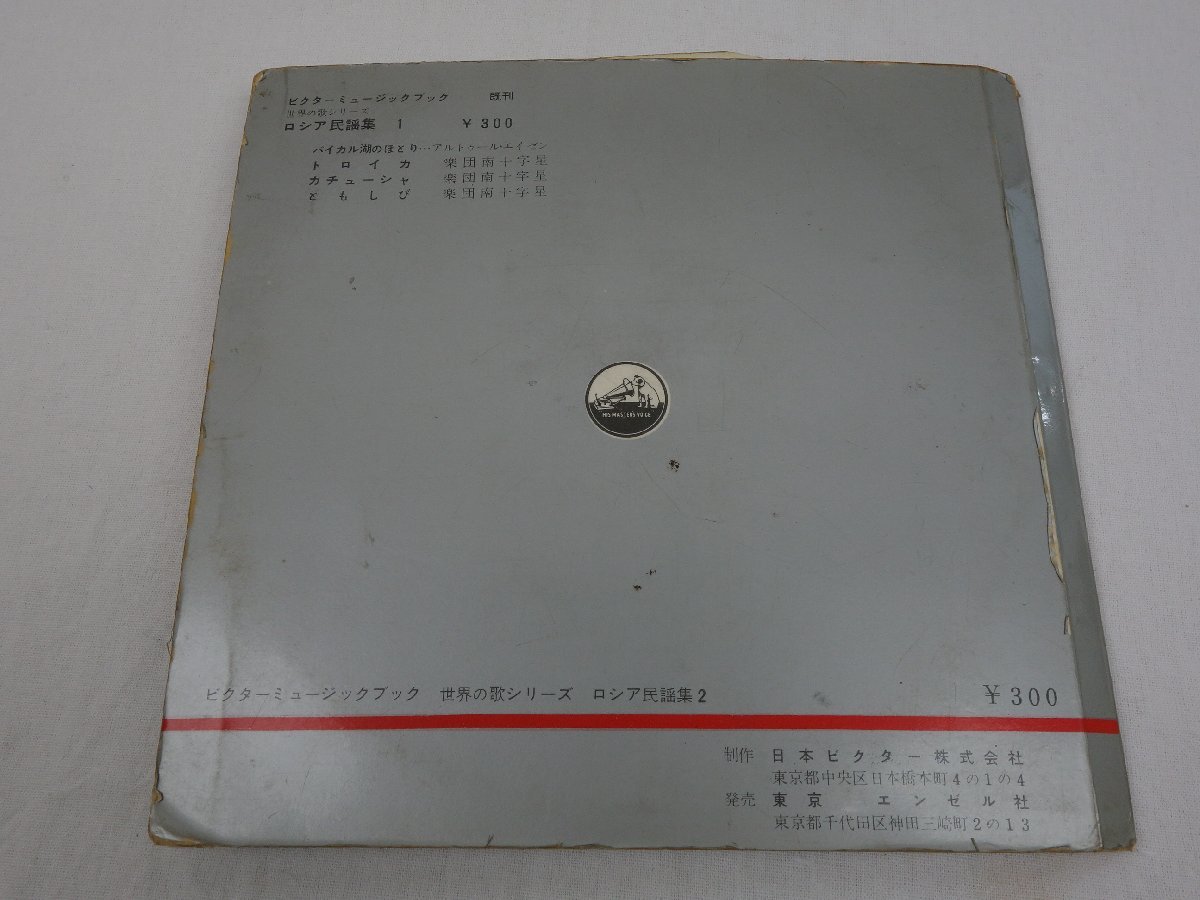 ビクターミュージックブック 既刊
世界の歌シリーズ
ロシア民謡集 1 ￥300
バイカル湖のほとり…アルトゥール・エイゼン
トロイカ 楽団南十字星
カチューシャ 楽団南十字星
ともしび 楽団南十字星
HIS MASTERS VOICE
ビクターミュージックブック 世界の歌シリーズ ロシア民謡集2 ￥300
制作 日本ビクター株式会社
東京都中央区日本橋本町4の1の4
発売 東京 エンゼル社
東京都千代田区神田三崎町2の13